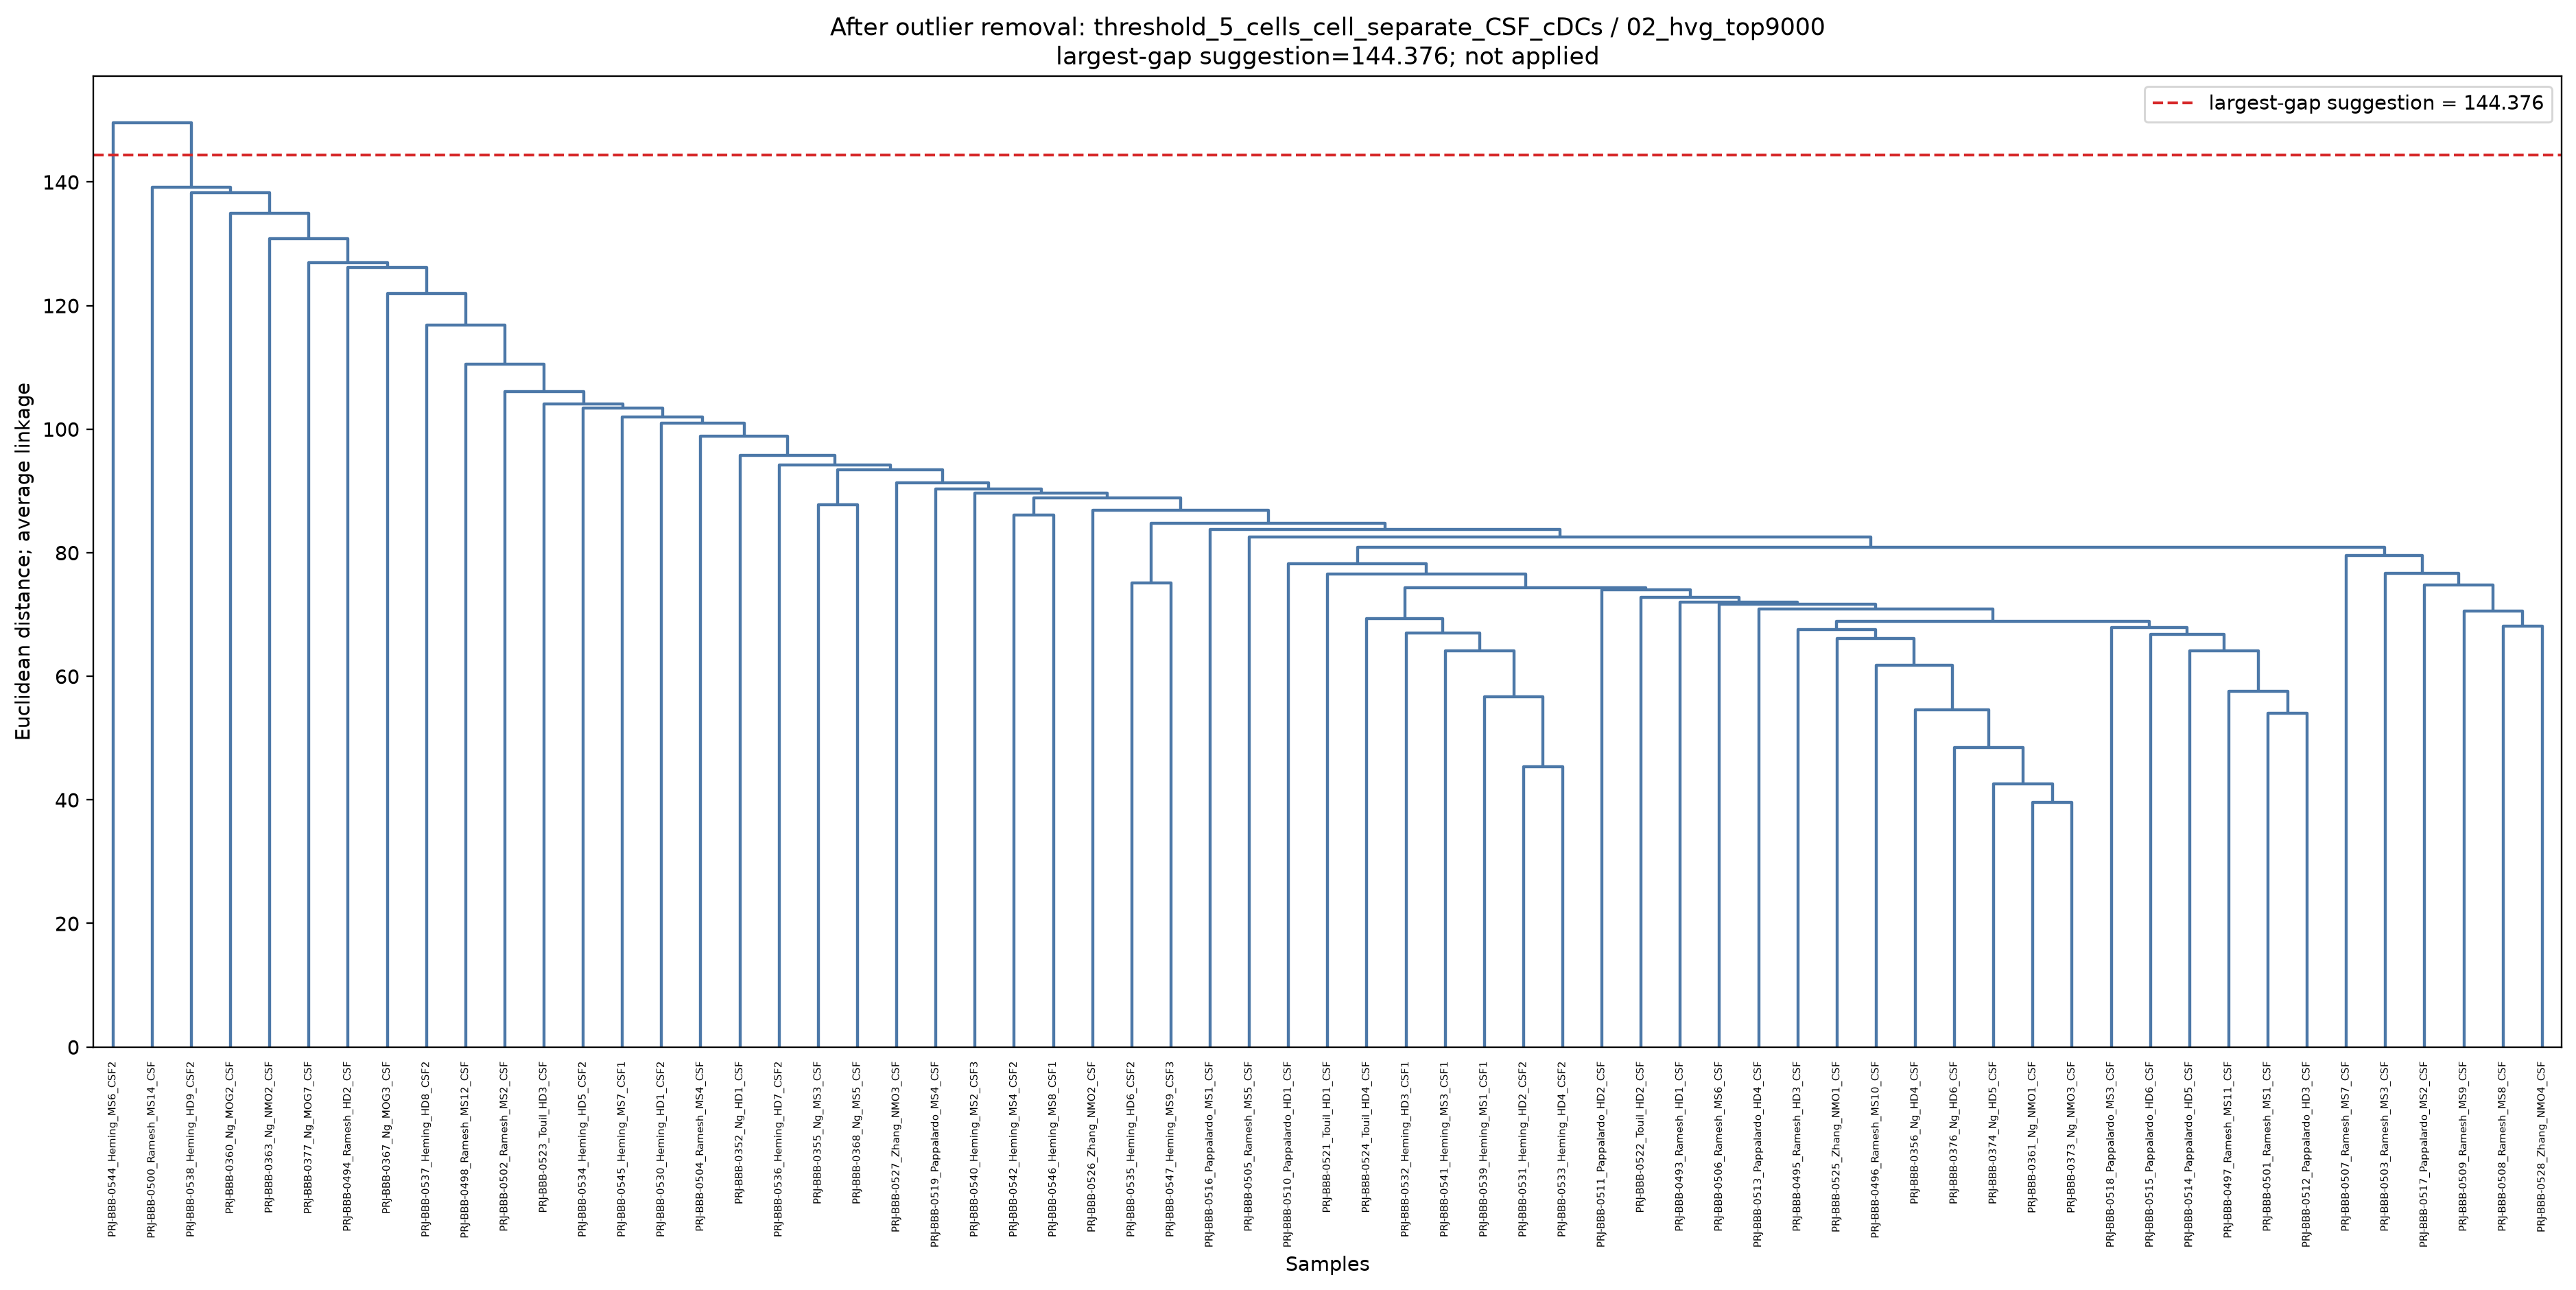 After outlier removal: threshold_5_cells_cell_separate_CSF_cDCs / 02_hvg_top9000
largest-gap suggestion=144.376; not applied
largest-gap suggestion = 144.376
Euclidean distance; average linkage
140
120
100
80
60
40
20
0
PRJ-BBB-0544_Heming_MS6_CSF2
PRJ-BBB-0500_Ramesh_MS14_CSF
PRJ-BBB-0538_Heming_HD9_CSF2
PRJ-BBB-0360_Ng_MOG2_CSF
PRJ-BBB-0363_Ng_NMO2_CSF
PRJ-BBB-0377_Ng_MOG7_CSF
PRJ-BBB-0494_Ramesh_HD2_CSF
PRJ-BBB-0367_Ng_MOG3_CSF
PRJ-BBB-0537_Heming_HD8_CSF2
PRJ-BBB-0498_Ramesh_MS12_CSF
PRJ-BBB-0502_Ramesh_MS2_CSF
PRJ-BBB-0523_Touil_HD3_CSF
PRJ-BBB-0534_Heming_HD5_CSF2
PRJ-BBB-0545_Heming_MS7_CSF1
PRJ-BBB-0530_Heming_HD1_CSF2
PRJ-BBB-0504_Ramesh_MS4_CSF
PRJ-BBB-0352_Ng_HD1_CSF
PRJ-BBB-0536_Heming_HD7_CSF2
PRJ-BBB-0355_Ng_MS3_CSF
PRJ-BBB-0368_Ng_MS5_CSF
PRJ-BBB-0527_Zhang_NMO3_CSF
PRJ-BBB-0519_Pappalardo_MS4_CSF
PRJ-BBB-0540_Heming_MS2_CSF3
PRJ-BBB-0542_Heming_MS4_CSF2
PRJ-BBB-0546_Heming_MS8_CSF1
PRJ-BBB-0526_Zhang_NMO2_CSF
PRJ-BBB-0535_Heming_HD6_CSF2
PRJ-BBB-0547_Heming_MS9_CSF3
PRJ-BBB-0516_Pappalardo_MS1_CSF
PRJ-BBB-0505_Ramesh_MS5_CSF
PRJ-BBB-0510_Pappalardo_HD1_CSF
PRJ-BBB-0521_Touil_HD1_CSF
PRJ-BBB-0524_Touil_HD4_CSF
PRJ-BBB-0532_Heming_HD3_CSF1
PRJ-BBB-0541_Heming_MS3_CSF1
PRJ-BBB-0539_Heming_MS1_CSF1
PRJ-BBB-0531_Heming_HD2_CSF2
PRJ-BBB-0533_Heming_HD4_CSF2
PRJ-BBB-0511_Pappalardo_HD2_CSF
PRJ-BBB-0522_Touil_HD2_CSF
PRJ-BBB-0493_Ramesh_HD1_CSF
PRJ-BBB-0506_Ramesh_MS6_CSF
PRJ-BBB-0513_Pappalardo_HD4_CSF
PRJ-BBB-0495_Ramesh_HD3_CSF
PRJ-BBB-0525_Zhang_NMO1_CSF
PRJ-BBB-0496_Ramesh_MS10_CSF
PRJ-BBB-0356_Ng_HD4_CSF
PRJ-BBB-0376_Ng_HD6_CSF
PRJ-BBB-0374_Ng_HD5_CSF
PRJ-BBB-0361_Ng_NMO1_CSF
PRJ-BBB-0373_Ng_NMO3_CSF
PRJ-BBB-0518_Pappalardo_MS3_CSF
PRJ-BBB-0515_Pappalardo_HD6_CSF
PRJ-BBB-0514_Pappalardo_HD5_CSF
PRJ-BBB-0497_Ramesh_MS11_CSF
PRJ-BBB-0501_Ramesh_MS1_CSF
PRJ-BBB-0512_Pappalardo_HD3_CSF
PRJ-BBB-0507_Ramesh_MS7_CSF
PRJ-BBB-0503_Ramesh_MS3_CSF
PRJ-BBB-0517_Pappalardo_MS2_CSF
PRJ-BBB-0509_Ramesh_MS9_CSF
PRJ-BBB-0508_Ramesh_MS8_CSF
PRJ-BBB-0528_Zhang_NMO4_CSF
Samples